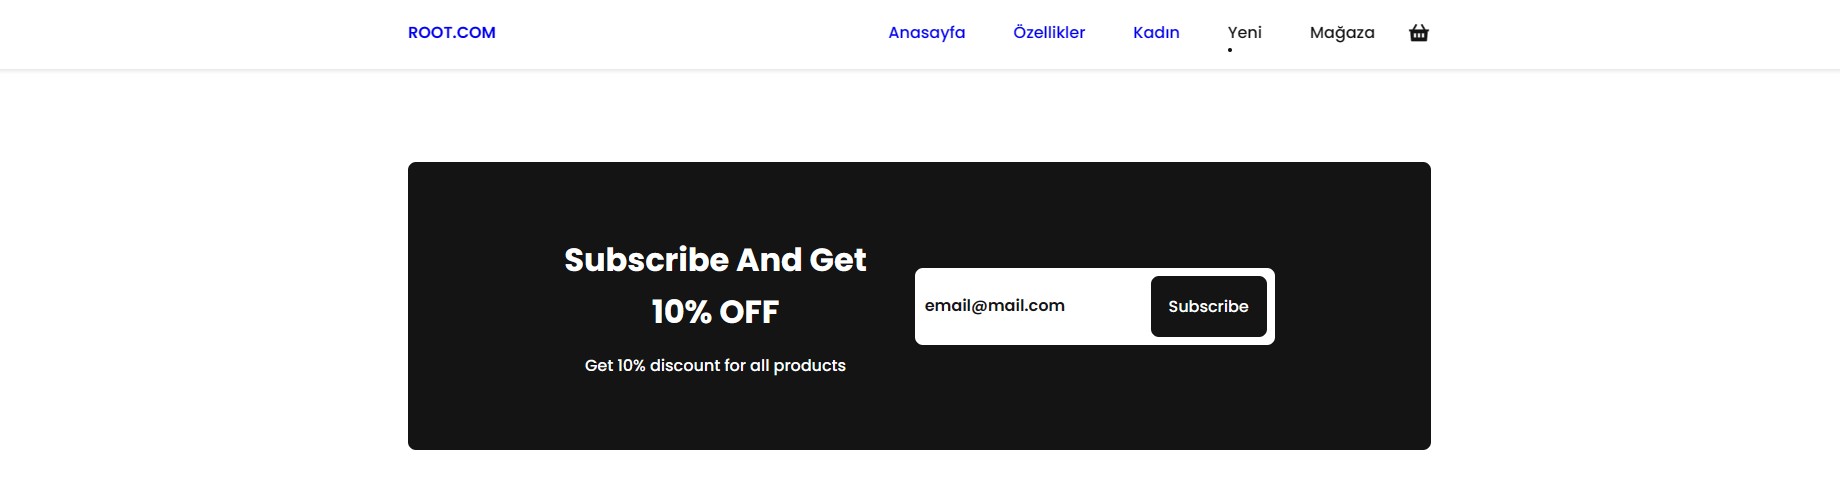 ROOT.COM Anasayfa Özellikler Kadın Yeni Mağaza
Subscribe And Get
10% OFF
Get 10% discount for all products
email@mail.com
Subscribe